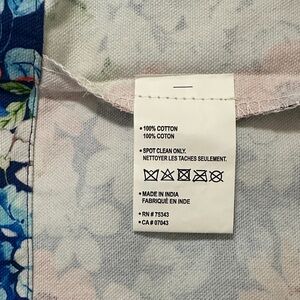 • 100% COTTON
100% COTON
• SPOT CLEAN ONLY.
NETTOYER LES TACHES SEULEMENT.
• MADE IN INDIA
FABRIQUÉ EN INDE
• RN # 75343
• CA # 07043